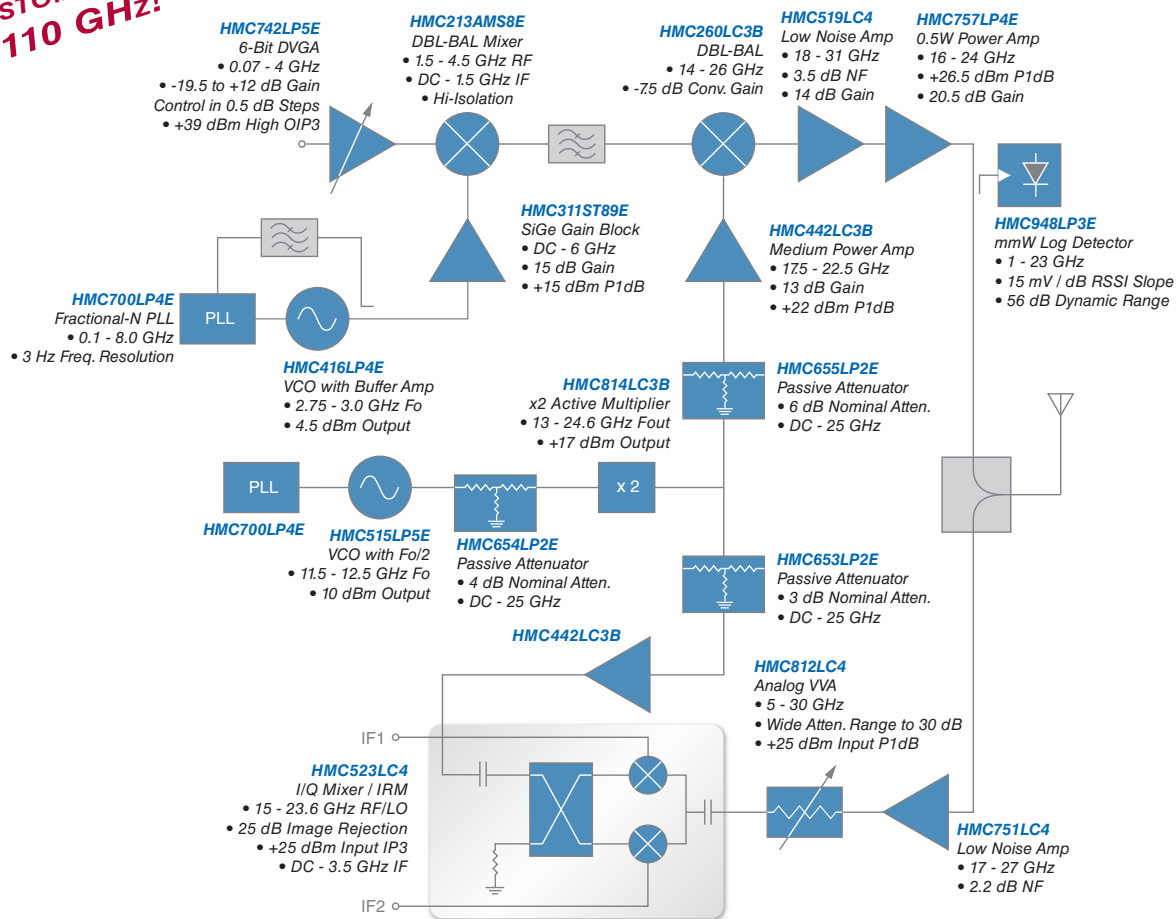 110 GHz!
HMC742LP5E
6-Bit DVGA
• 0.07 - 4 GHz
• -19.5 to +12 dB Gain
Control in 0.5 dB Steps
• +39 dBm High OIP3
HMC213AMS8E
DBL-BAL Mixer
• 1.5 - 4.5 GHz RF
• DC - 1.5 GHz IF
• Hi-Isolation
HMC260LC3B
DBL-BAL
• 14 - 26 GHz
• -7.5 dB Conv. Gain
HMC519LC4
Low Noise Amp
• 18 - 31 GHz
• 3.5 dB NF
• 14 dB Gain
HMC757LP4E
0.5W Power Amp
• 16 - 24 GHz
• +26.5 dBm P1dB
• 20.5 dB Gain
HMC948LP3E
mmW Log Detector
• 1 - 23 GHz
• 15 mV / dB RSSI Slope
• 56 dB Dynamic Range
HMC311ST89E
SiGe Gain Block
• DC - 6 GHz
• 15 dB Gain
• +15 dBm P1dB
HMC442LC3B
Medium Power Amp
• 17.5 - 22.5 GHz
• 13 dB Gain
• +22 dBm P1dB
HMC700LP4E
Fractional-N PLL
• 0.1 - 8.0 GHz
• 3 Hz Freq. Resolution
PLL
HMC416LP4E
VCO with Buffer Amp
• 2.75 - 3.0 GHz Fo
• 4.5 dBm Output
HMC814LC3B
x2 Active Multiplier
• 13 - 24.6 GHz Fout
• +17 dBm Output
HMC655LP2E
Passive Attenuator
• 6 dB Nominal Atten.
• DC - 25 GHz
PLL
HMC700LP4E
HMC515LP5E
VCO with Fo/2
• 11.5 - 12.5 GHz Fo
• 10 dBm Output
HMC654LP2E
Passive Attenuator
• 4 dB Nominal Atten.
• DC - 25 GHz
x 2
HMC653LP2E
Passive Attenuator
• 3 dB Nominal Atten.
• DC - 25 GHz
HMC442LC3B
HMC812LC4
Analog VVA
• 5 - 30 GHz
• Wide Atten. Range to 30 dB
• +25 dBm Input P1dB
IF1
HMC523LC4
I/Q Mixer / IRM
• 15 - 23.6 GHz RF/LO
• 25 dB Image Rejection
• +25 dBm Input IP3
• DC - 3.5 GHz IF
IF2
HMC751LC4
Low Noise Amp
• 17 - 27 GHz
• 2.2 dB NF